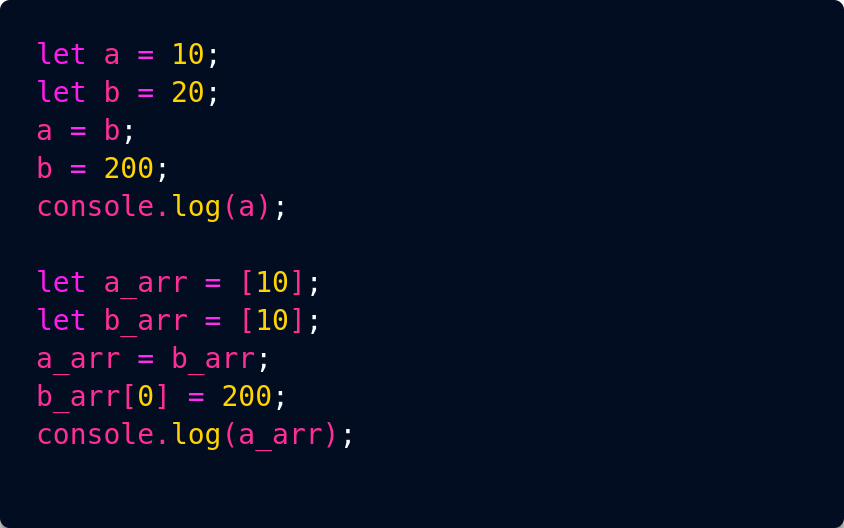 let a = 10;
let b = 20;
a = b;
b = 200;
console.log(a);
let a_arr = [10];
let b_arr = [10];
a_arr = b_arr;
b_arr[0] = 200;
console.log(a_arr);